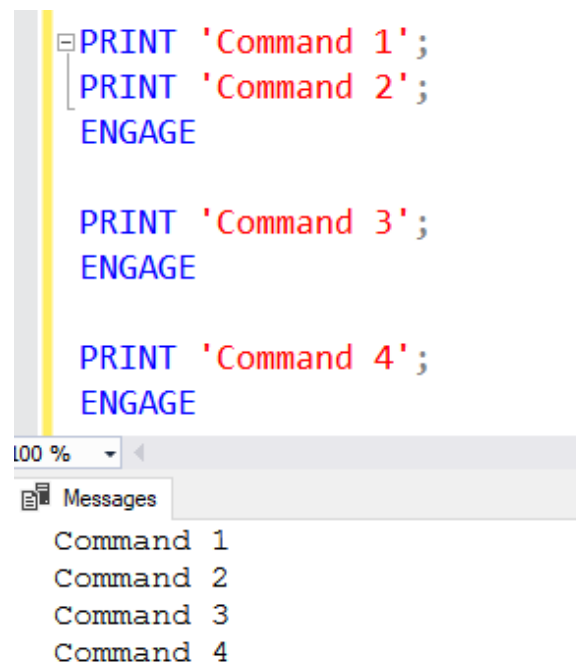 PRINT 'Command 1';
PRINT 'Command 2';
ENGAGE
PRINT 'Command 3';
ENGAGE
PRINT 'Command 4';
ENGAGE
100 %
Messages
Command 1
Command 2
Command 3
Command 4